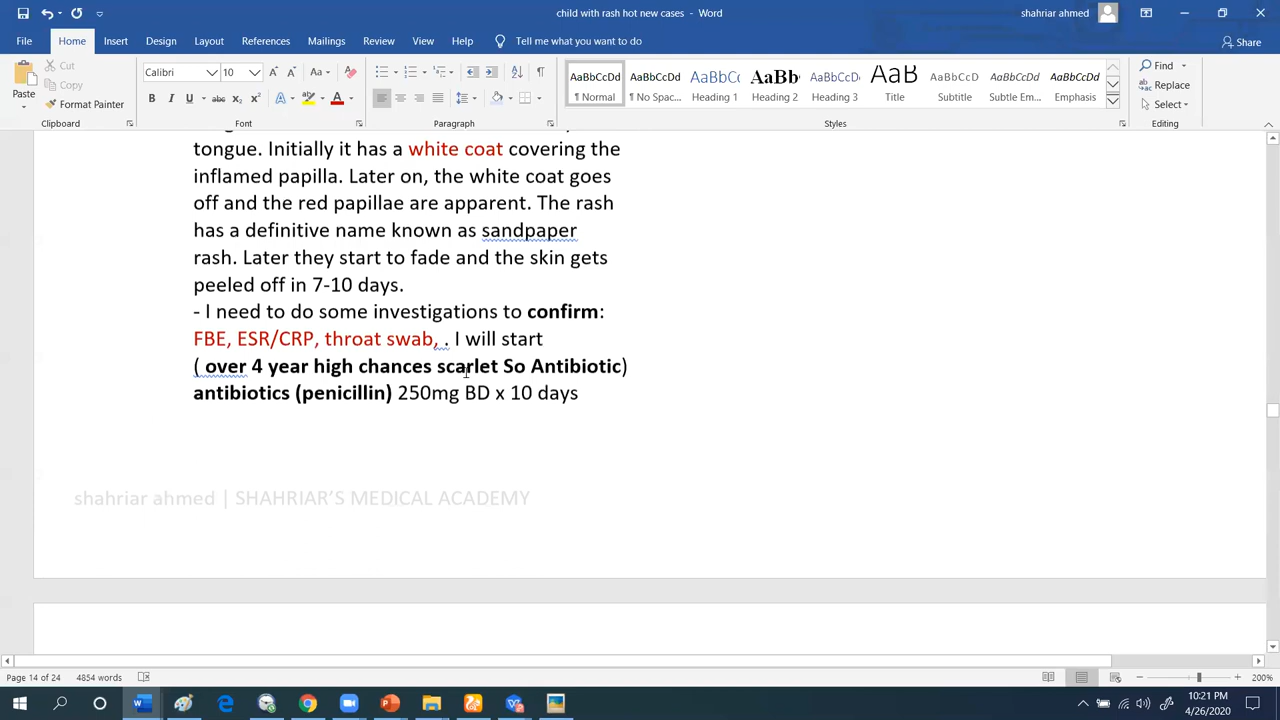 child with rash hot new cases - Word
shahriar ahmed
File Home Insert Design Layout References Mailings Review View Help Tell me what you want to do
Share
Paste
Cut
Copy
Format Painter
Calibri 10
Aa
B I U abc x₂ x² A A
AaBbCcDd AaBbCcDd AaBbCc AaBb AaBbCcC AaB AaBbCcD AaBbCcDd AaBbCcDd
¶ Normal ¶ No Spac... Heading 1 Heading 2 Heading 3 Title Subtitle Subtle Em... Emphasis
Find
Replace
Select
Clipboard Font Paragraph Styles Editing
tongue. Initially it has a white coat covering the
inflamed papilla. Later on, the white coat goes
off and the red papillae are apparent. The rash
has a definitive name known as sandpaper
rash. Later they start to fade and the skin gets
peeled off in 7-10 days.
- I need to do some investigations to confirm:
FBE, ESR/CRP, throat swab, . I will start
( over 4 year high chances scarlet So Antibiotic)
antibiotics (penicillin) 250mg BD x 10 days
shahriar ahmed | SHAHRIAR'S MEDICAL ACADEMY
Page 14 of 24 4854 words
200%
10:21 PM
4/26/2020